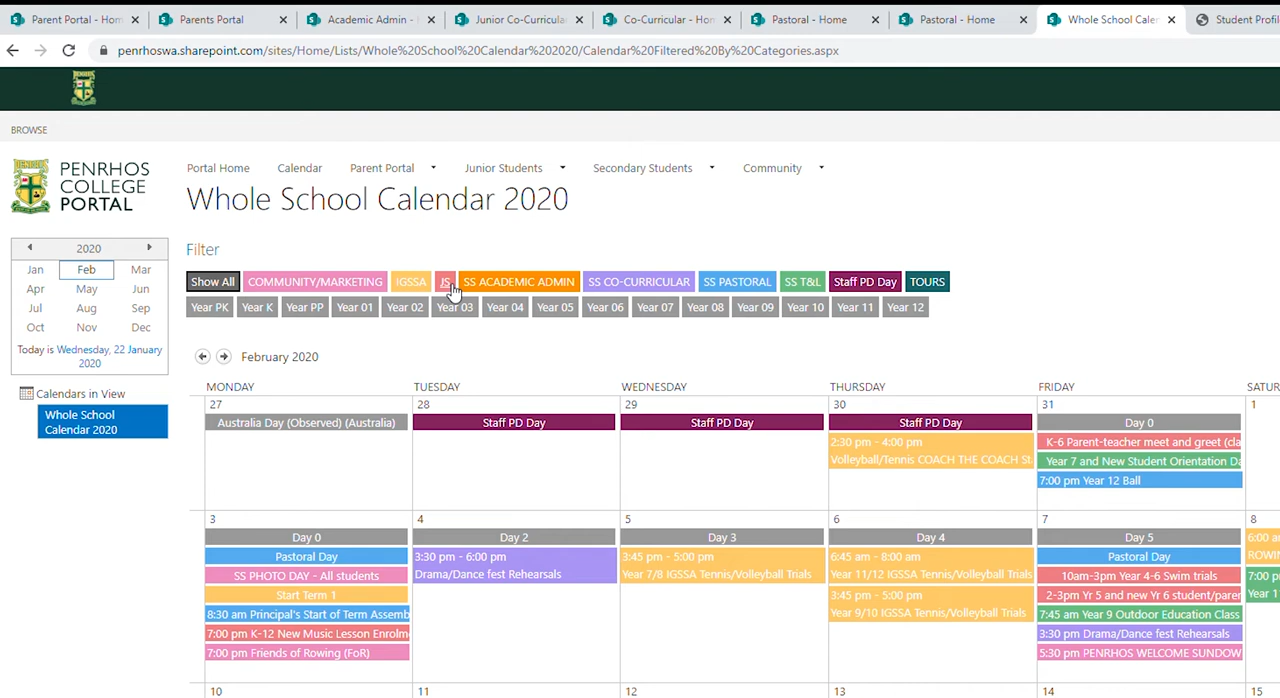 Parent Portal - Hom
Parents Portal
Academic Admin -
Junior Co-Curricula
Co-Curricular - Hom
Pastoral - Home
Pastoral - Home
Whole School Calen
Student Profil
penrhoswa.sharepoint.com/sites/Home/Lists/Whole%20School%20Calendar%202020/Calendar%20Filtered%20By%20Categories.aspx
BROWSE
PENRHOS
COLLEGE
PORTAL
Portal Home Calendar Parent Portal Junior Students Secondary Students Community
Whole School Calendar 2020
Filter
Show All COMMUNITY/MARKETING IGSSA JS SS ACADEMIC ADMIN SS CO-CURRICULAR SS PASTORAL SS T&L Staff PD Day TOURS
Year PK Year K Year PP Year 01 Year 02 Year 03 Year 04 Year 05 Year 06 Year 07 Year 08 Year 09 Year 10 Year 11 Year 12
2020
Jan Feb Mar
Apr May Jun
Jul Aug Sep
Oct Nov Dec
Today is Wednesday, 22 January
2020
Calendars in View
Whole School
Calendar 2020
February 2020
MONDAY TUESDAY WEDNESDAY THURSDAY FRIDAY SATUR
27 28 29 30 31 1
Australia Day (Observed) (Australia) Staff PD Day Staff PD Day Staff PD Day Day 0
2:30 pm - 4:00 pm
Volleyball/Tennis COACH THE COACH St
K-6 Parent-teacher meet and greet (cla
Year 7 and New Student Orientation Da
7:00 pm Year 12 Ball
3 4 5 6 7 8
Day 0 Day 2 Day 3 Day 4 Day 5
Pastoral Day
SS PHOTO DAY - All students
Start Term 1
8:30 am Principal's Start of Term Assemb
7:00 pm K-12 New Music Lesson Enrolm
7:00 pm Friends of Rowing (FoR)
3:30 pm - 6:00 pm
Drama/Dance fest Rehearsals
3:45 pm - 5:00 pm
Year 7/8 IGSSA Tennis/Volleyball Trials
6:45 am - 8:00 am
Year 11/12 IGSSA Tennis/Volleyball Trials
3:45 pm - 5:00 pm
Year 9/10 IGSSA Tennis/Volleyball Trials
Pastoral Day
10am-3pm Year 4-6 Swim trials
2-3pm Yr 5 and new Yr 6 student/paren
7:45 am Year 9 Outdoor Education Class
3:30 pm Drama/Dance fest Rehearsals
5:30 pm PENRHOS WELCOME SUNDOW
6:00 a
ROWIN
7:00 p
Year 1
10 11 12 13 14 15